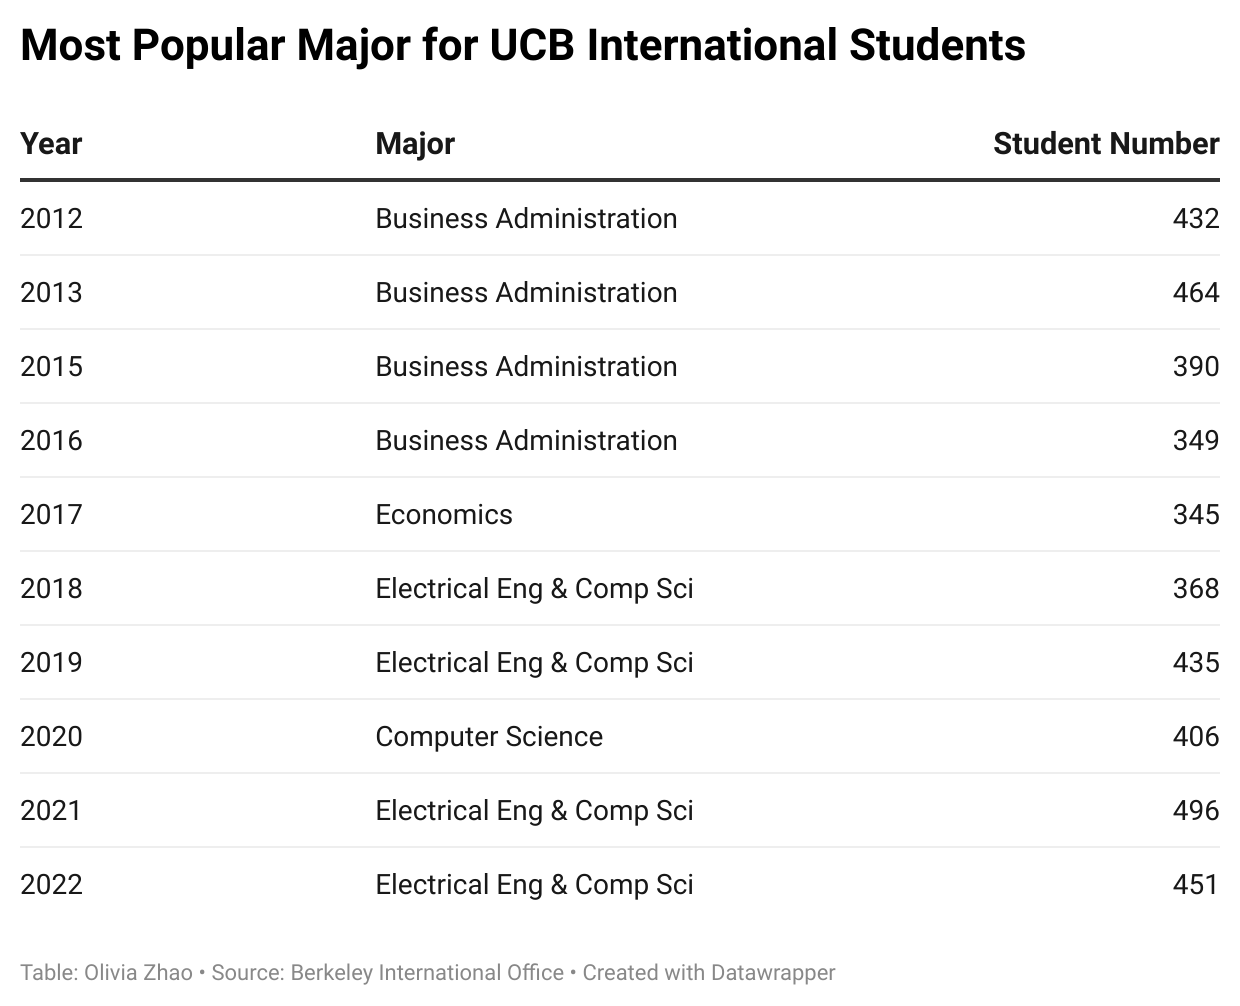 Most Popular Major for UCB International Students
Year Major Student Number
2012 Business Administration 432
2013 Business Administration 464
2015 Business Administration 390
2016 Business Administration 349
2017 Economics 345
2018 Electrical Eng & Comp Sci 368
2019 Electrical Eng & Comp Sci 435
2020 Computer Science 406
2021 Electrical Eng & Comp Sci 496
2022 Electrical Eng & Comp Sci 451
Table: Olivia Zhao • Source: Berkeley International Office • Created with Datawrapper